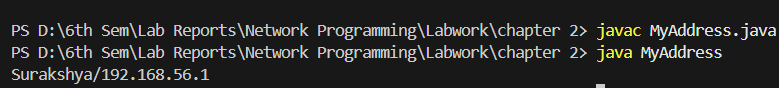 PS D:\6th Sem\Lab Reports\Network Programming\Labwork\chapter 2> javac MyAddress.java
PS D:\6th Sem\Lab Reports\Network Programming\Labwork\chapter 2> java MyAddress
Surakshya/192.168.56.1